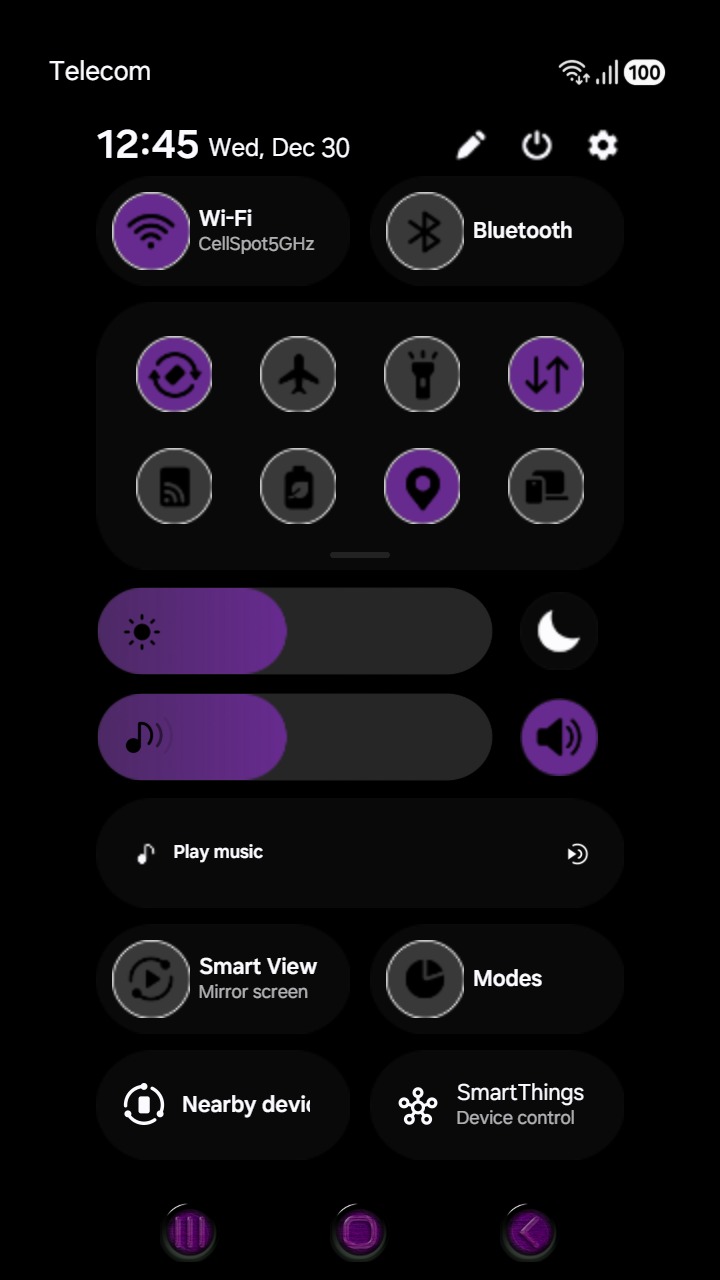 Telecom
100
12:45 Wed, Dec 30
Wi-Fi
CellSpot5GHz
Bluetooth
Play music
Smart View
Mirror screen
Modes
Nearby devi
SmartThings
Device control